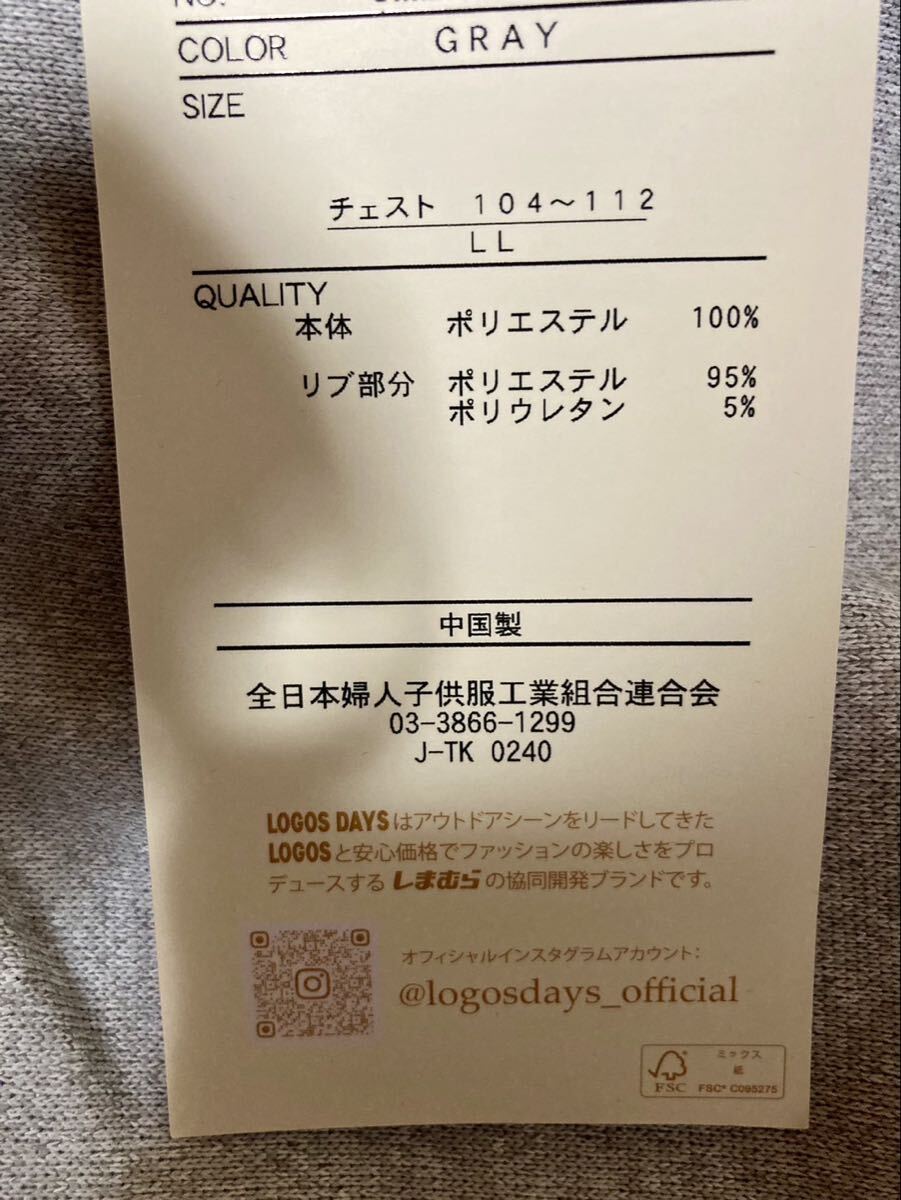 NO.
COLOR GRAY
SIZE
チェスト 104~112
LL
QUALITY
本体 ポリエステル 100%
リブ部分 ポリエステル 95%
ポリウレタン 5%
中国製
全日本婦人子供服工業組合連合会
03-3866-1299
J-TK 0240
LOGOS DAYSはアウトドアシーンをリードしてきた
LOGOSと安心価格でファッションの楽しさをプロ
デュースするしまむらの協同開発ブランドです。
オフィシャルインスタグラムアカウント:
@logosdays_official
ミックス
紙
FSC FSC® C095275